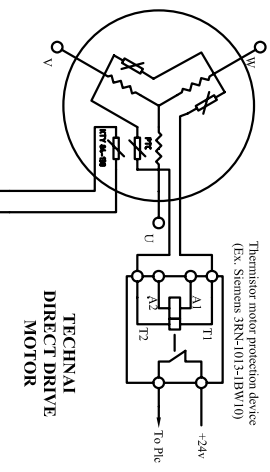 Thermistor motor protection device
(Ex. Siemens 3RN-1013-1BW10)
W
V
U
PTC
KTY 84-130
A1
A2
T1
T2
+24v
To Plc
TECHNAI
DIRECT DRIVE
MOTOR